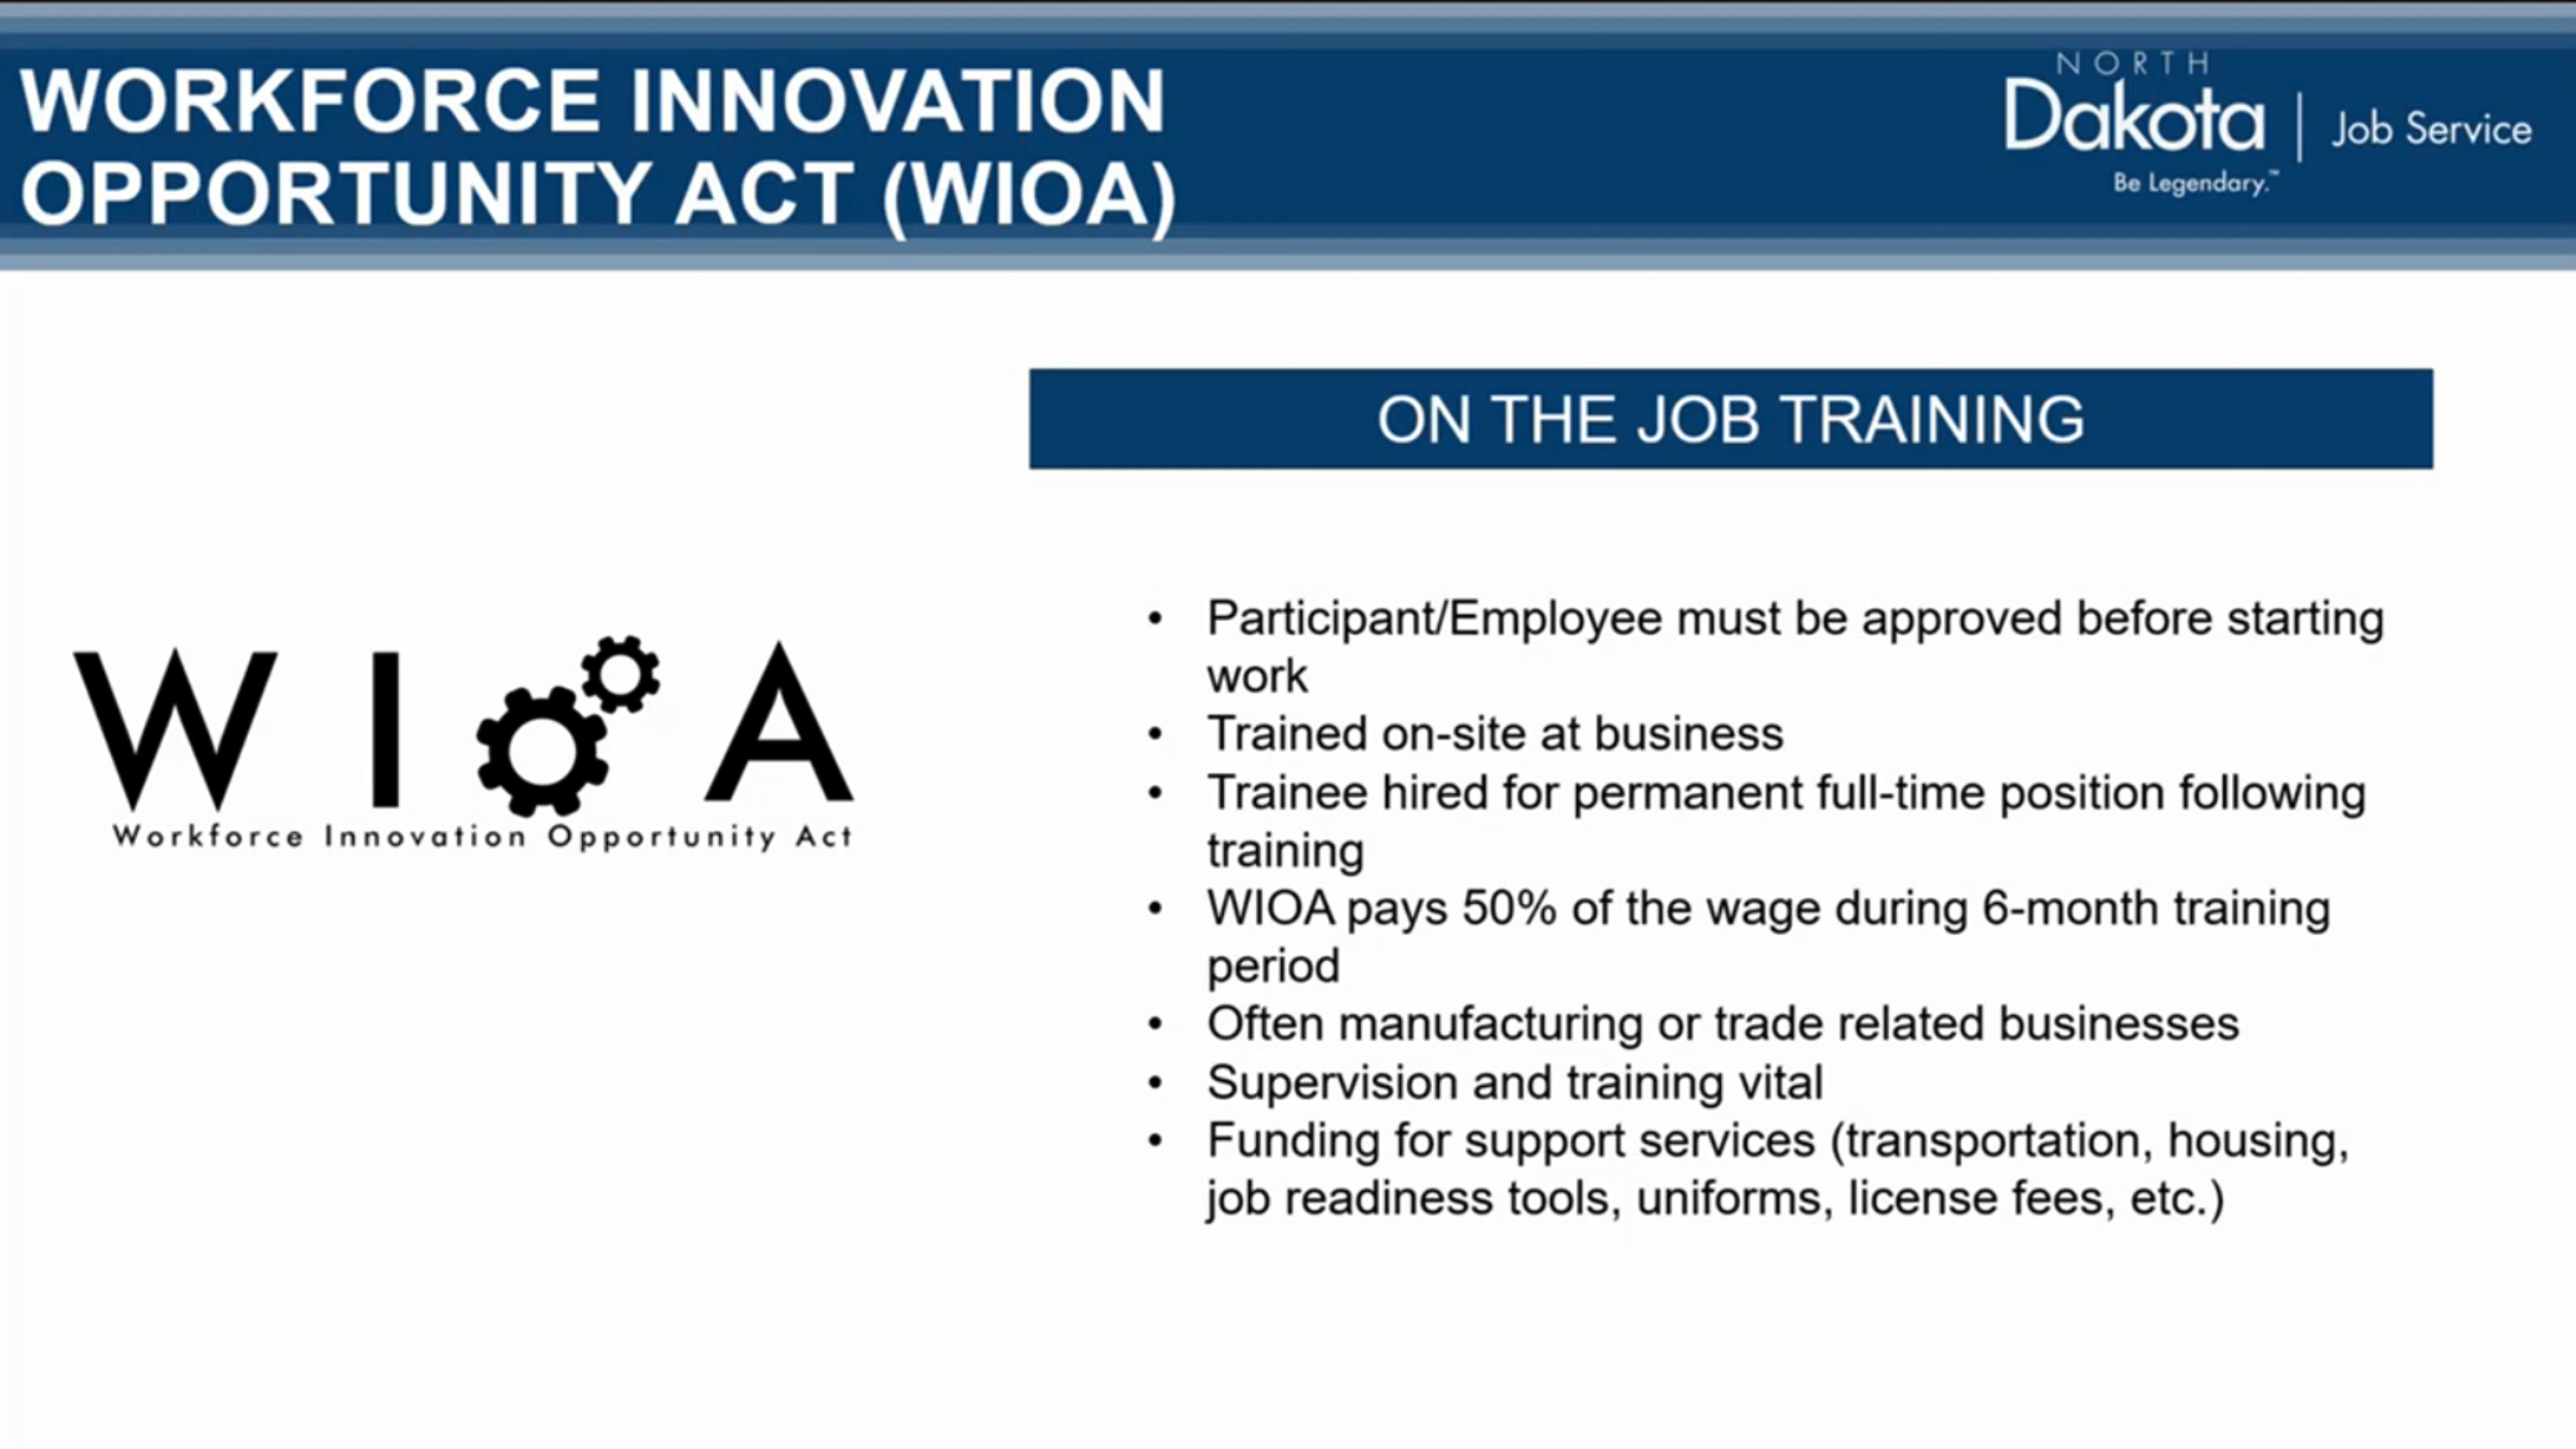 WORKFORCE INNOVATION
OPPORTUNITY ACT (WIOA)
NORTH
Dakota | Job Service
Be Legendary.™
ON THE JOB TRAINING
W I O A
Workforce Innovation Opportunity Act
• Participant/Employee must be approved before starting
work
• Trained on-site at business
• Trainee hired for permanent full-time position following
training
• WIOA pays 50% of the wage during 6-month training
period
• Often manufacturing or trade related businesses
• Supervision and training vital
• Funding for support services (transportation, housing,
job readiness tools, uniforms, license fees, etc.)